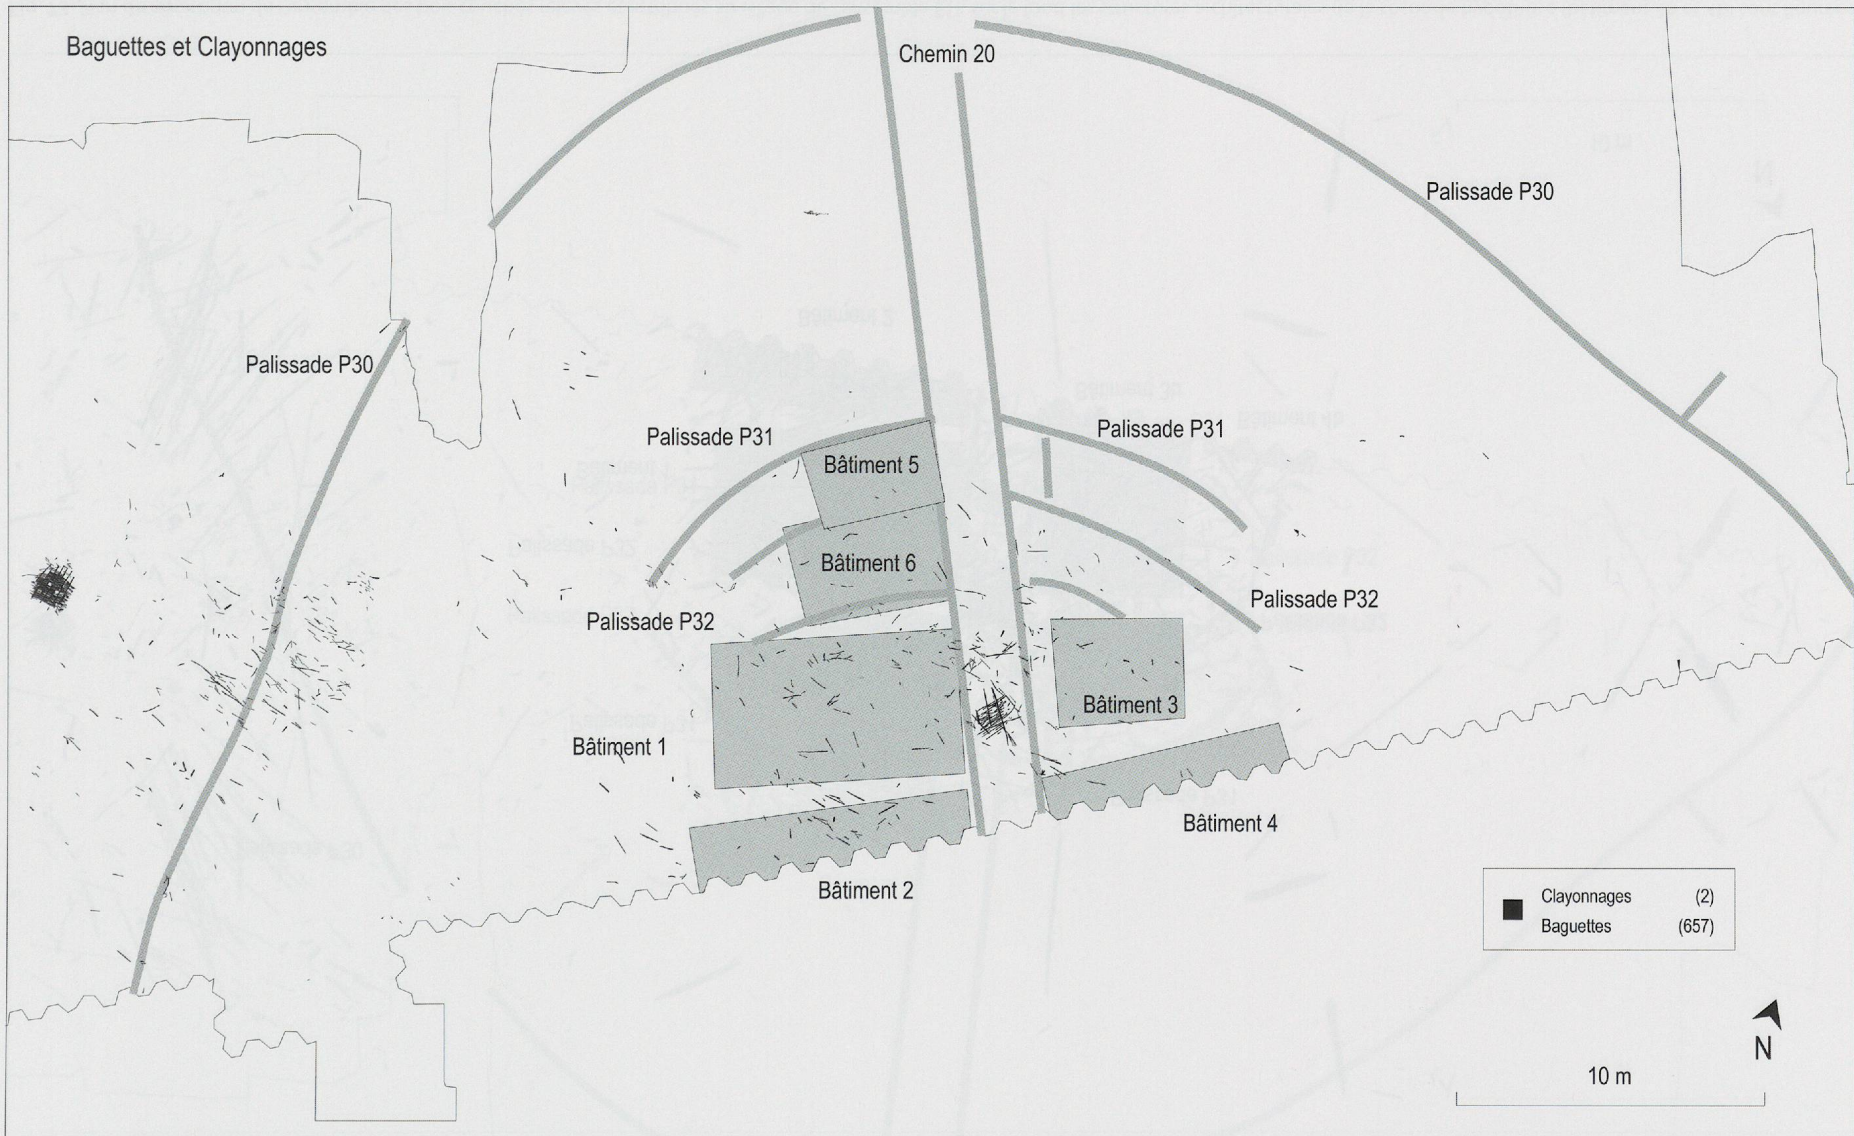 Baguettes et Clayonnages
Chemin 20
Palissade P30
Palissade P30
Palissade P31
Palissade P31
Bâtiment 5
Bâtiment 6
Palissade P32
Palissade P32
Bâtiment 3
Bâtiment 1
Bâtiment 4
Bâtiment 2
Clayonnages (2)
Baguettes (657)
N
10 m